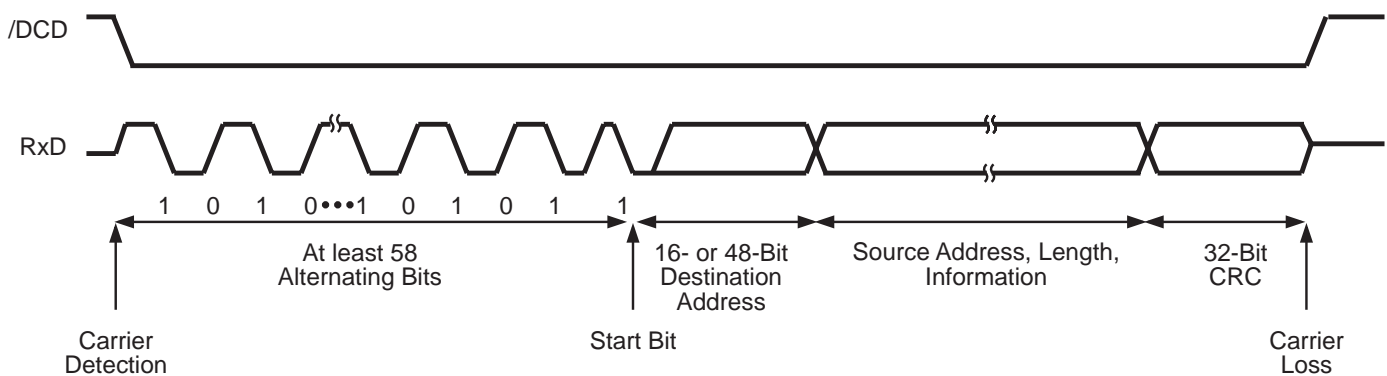 /DCD
RxD
1 0 1 0•••1 0 1 0 1 1
At least 58
Alternating Bits
16- or 48-Bit
Destination
Address
Source Address, Length,
Information
32-Bit
CRC
Carrier
Detection
Start Bit
Carrier
Loss